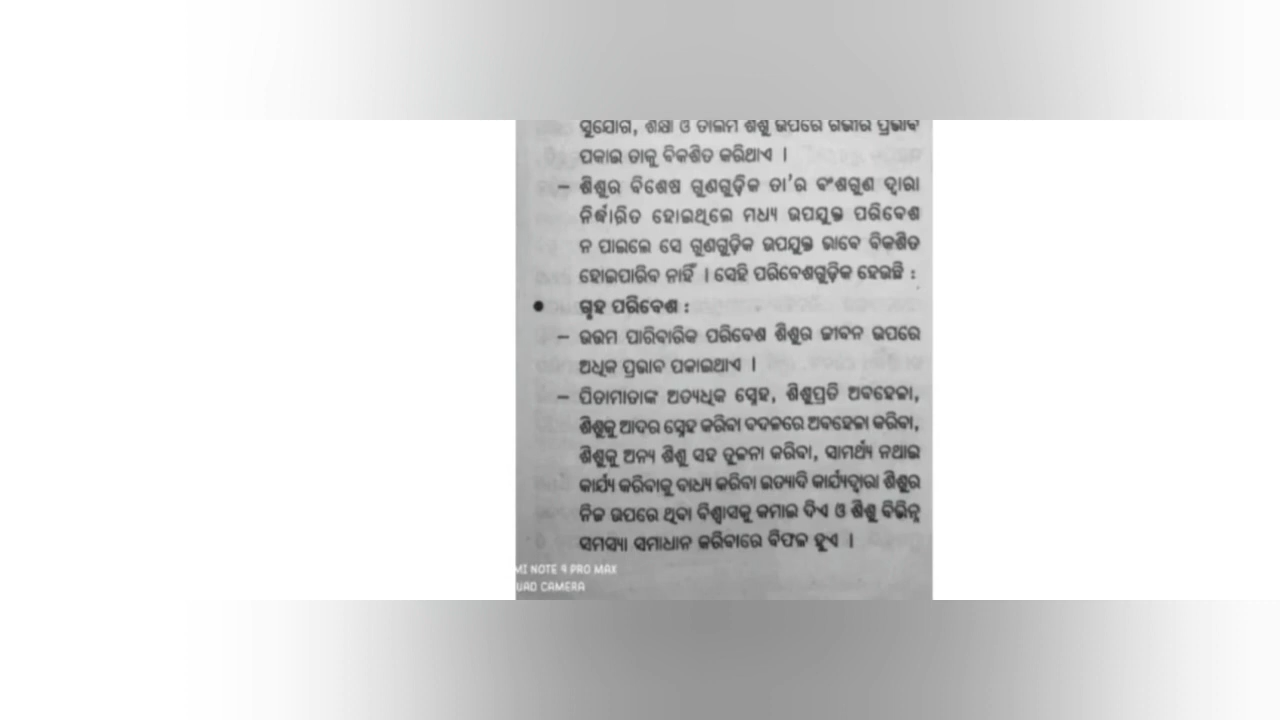 ସୁଯୋଗ, ଶିକ୍ଷା ଓ ତାଲିମ ଶିଶୁ ଉପରେ ଗଭୀର ପ୍ରଭାବ
ପକାଇ ତାକୁ ବିକଶିତ କରିଥାଏ ।
– ଶିଶୁର ବିଶେଷ ଗୁଣଗୁଡ଼ିକ ତା'ର ବଂଶଗୁଣ ଦ୍ୱାରା
ନିର୍ଦ୍ଧାରିତ ହୋଇଥିଲେ ମଧ୍ୟ ଉପଯୁକ୍ତ ପରିବେଶ
ନ ପାଇଲେ ସେ ଗୁଣଗୁଡ଼ିକ ଉପଯୁକ୍ତ ଭାବେ ବିକଶିତ
ହୋଇପାରିବ ନାହିଁ । ସେହି ପରିବେଶଗୁଡ଼ିକ ହେଉଛି :
● ଗୃହ ପରିବେଶ :
– ଉତ୍ତମ ପାରିବାରିକ ପରିବେଶ ଶିଶୁର ଜୀବନ ଉପରେ
ଅଧିକ ପ୍ରଭାବ ପକାଇଥାଏ ।
– ପିତାମାତାଙ୍କ ଅତ୍ୟଧିକ ସ୍ନେହ, ଶିଶୁପ୍ରତି ଅବହେଳା,
ଶିଶୁକୁ ଆଦର ସ୍ନେହ କରିବା ବଦଳରେ ଅବହେଳା କରିବା,
ଶିଶୁକୁ ଅନ୍ୟ ଶିଶୁ ସହ ତୁଳନା କରିବା, ସାମର୍ଥ୍ୟ ନଥାଇ
କାର୍ଯ୍ୟ କରିବାକୁ ବାଧ୍ୟ କରିବା ଇତ୍ୟାଦି କାର୍ଯ୍ୟଦ୍ୱାରା ଶିଶୁର
ନିଜ ଉପରେ ଥିବା ବିଶ୍ୱାସକୁ କମାଇ ଦିଏ ଓ ଶିଶୁ ବିଭିନ୍ନ
ସମସ୍ୟା ସମାଧାନ କରିବାରେ ବିଫଳ ହୁଏ ।
MI NOTE 9 PRO MAX
UAD CAMERA